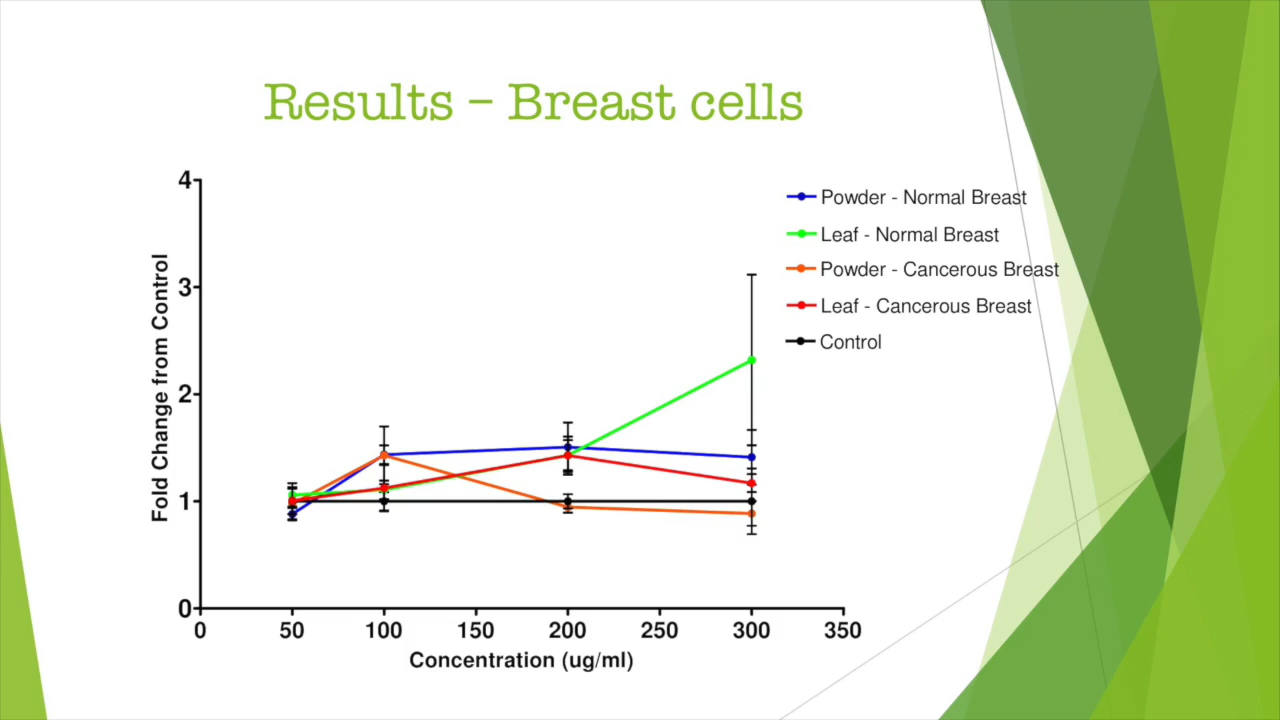 Results – Breast cells
4
3
2
1
0
Fold Change from Control
0 50 100 150 200 250 300 350
Concentration (ug/ml)
Powder - Normal Breast
Leaf - Normal Breast
Powder - Cancerous Breast
Leaf - Cancerous Breast
Control